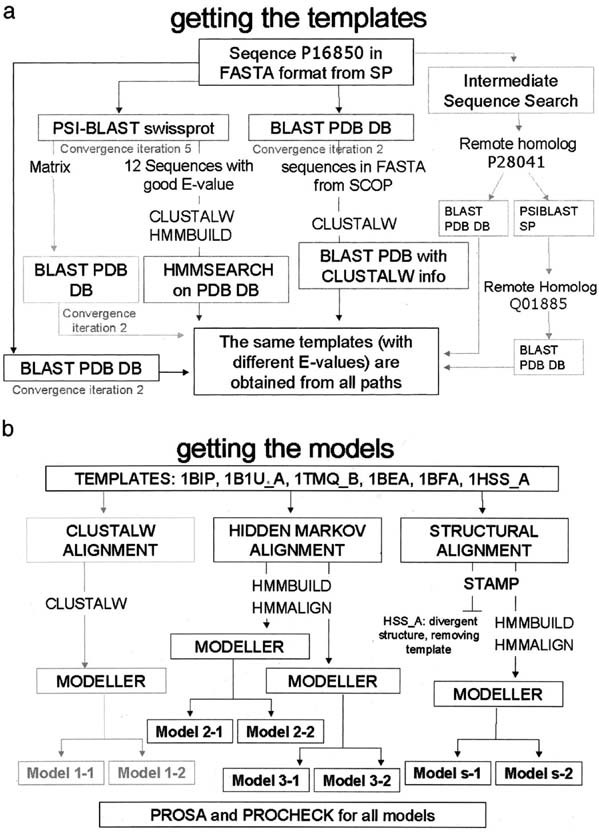 a
getting the templates
Seqence P16850 in
FASTA format from SP
Intermediate
Sequence Search
PSI-BLAST swissprot
BLAST PDB DB
Convergence iteration 5
Convergence iteration 2
Remote homolog
P28041
Matrix
12 Sequences with
good E-value
sequences in FASTA
from SCOP
CLUSTALW
HMMBUILD
CLUSTALW
BLAST
PDB DB
PSIBLAST
SP
BLAST PDB
DB
HMMSEARCH
on PDB DB
BLAST PDB with
CLUSTALW info
Remote Homolog
Q01885
Convergence
iteration 2
The same templates (with
different E-values) are
obtained from all paths
BLAST
PDB DB
BLAST PDB DB
Convergence iteration 2
b
getting the models
TEMPLATES: 1BIP, 1B1U_A, 1TMQ_B, 1BEA, 1BFA, 1HSS_A
CLUSTALW
ALIGNMENT
HIDDEN MARKOV
ALIGNMENT
STRUCTURAL
ALIGNMENT
CLUSTALW
HMMBUILD
HMMALIGN
STAMP
HSS_A: divergent
structure, removing
template
HMMBUILD
HMMALIGN
MODELLER
MODELLER
MODELLER
MODELLER
Model 2-1
Model 2-2
Model 1-1
Model 1-2
Model 3-1
Model 3-2
Model s-1
Model s-2
PROSA and PROCHECK for all models